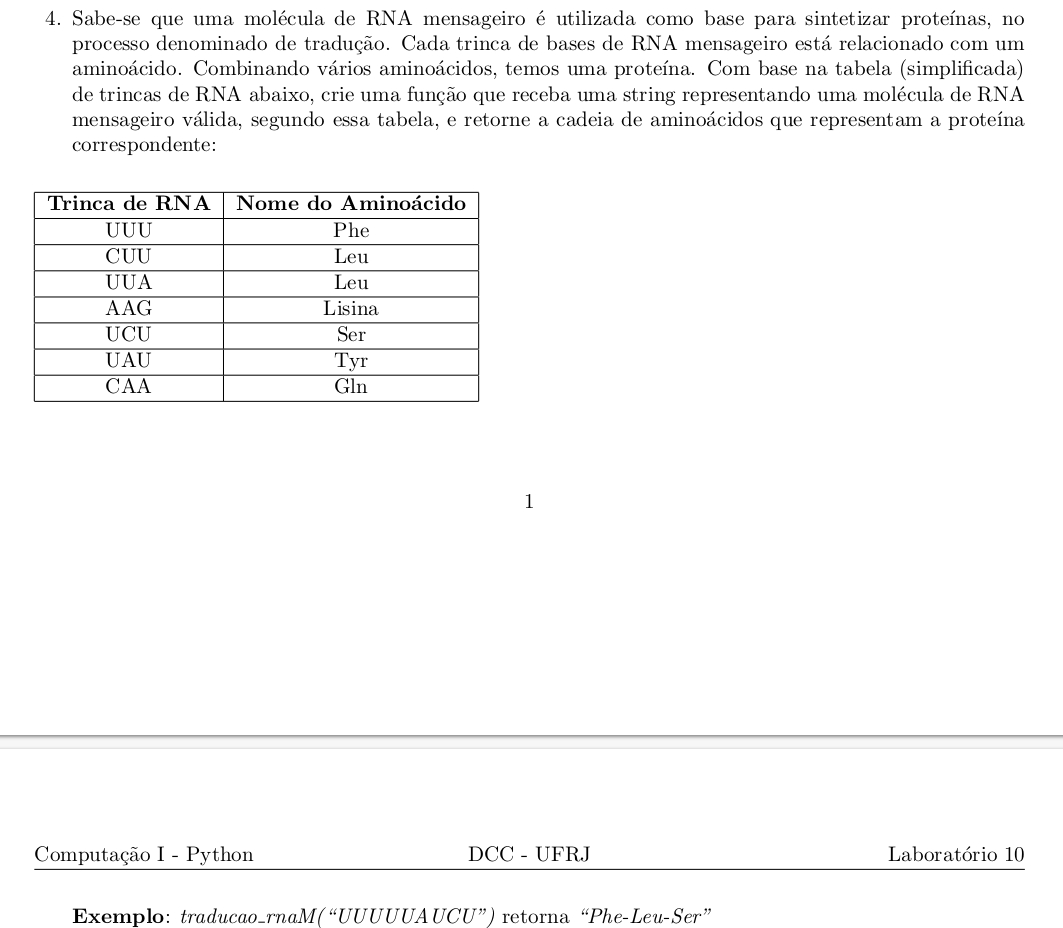 4. Sabe-se que uma molécula de RNA mensageiro é utilizada como base para sintetizar proteínas, no
processo denominado de tradução. Cada trinca de bases de RNA mensageiro está relacionado com um
aminoácido. Combinando vários aminoácidos, temos uma proteína. Com base na tabela (simplificada)
de trincas de RNA abaixo, crie uma função que receba uma string representando uma molécula de RNA
mensageiro válida, segundo essa tabela, e retorne a cadeia de aminoácidos que representam a proteína
correspondente:
Trinca de RNA Nome do Aminoácido
UUU Phe
CUU Leu
UUA Leu
AAG Lisina
UCU Ser
UAU Tyr
CAA Gln
1
Computação I - Python DCC - UFRJ Laboratório 10
Exemplo: traducao_rnaM(“UUUUUAUCU”) retorna “Phe-Leu-Ser”